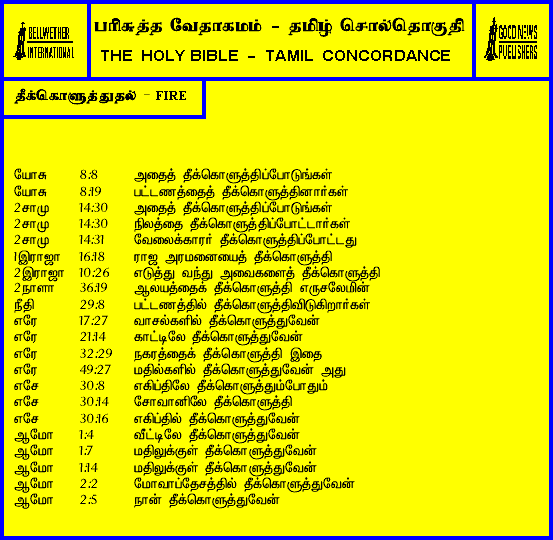 BELLWETHER
INTERNATIONAL
பரிசுத்த வேதாகமம் - தமிழ் சொல்தொகுதி
THE HOLY BIBLE - TAMIL CONCORDANCE
GOOD NEWS
PUBLISHERS
தீக்கொளுத்துதல் - FIRE
யோசு 8:8 அதைத் தீக்கொளுத்திப்போடுங்கள்
யோசு 8:19 பட்டணத்தைத் தீக்கொளுத்தினார்கள்
2சாமு 14:30 அதைத் தீக்கொளுத்திப்போடுங்கள்
2சாமு 14:30 நிலத்தை தீக்கொளுத்திப்போட்டார்கள்
2சாமு 14:31 வேலைக்காரர் தீக்கொளுத்திப்போட்டது
1இராஜா 16:18 ராஜ அரமனையைத் தீக்கொளுத்தி
2இராஜா 10:26 எடுத்து வந்து அவைகளைத் தீக்கொளுத்தி
2நாளா 36:19 ஆலயத்தைக் தீக்கொளுத்தி எருசலேமின்
நீதி 29:8 பட்டணத்தில் தீக்கொளுத்திவிடுகிறார்கள்
எரே 17:27 வாசல்களில் தீக்கொளுத்துவேன்
எரே 21:14 காட்டிலே தீக்கொளுத்துவேன்
எரே 32:29 நகரத்தைக் தீக்கொளுத்தி இதை
எரே 49:27 மதில்களில் தீக்கொளுத்துவேன் அது
எசே 30:8 எகிப்திலே தீக்கொளுத்தும்போதும்
எசே 30:14 சோவானிலே தீக்கொளுத்தி
எசே 30:16 எகிப்தில் தீக்கொளுத்துவேன்
ஆமோ 1:4 வீட்டிலே தீக்கொளுத்துவேன்
ஆமோ 1:7 மதிலுக்குள் தீக்கொளுத்துவேன்
ஆமோ 1:14 மதிலுக்குள் தீக்கொளுத்துவேன்
ஆமோ 2:2 மோவாப்தேசத்தில் தீக்கொளுத்துவேன்
ஆமோ 2:5 நான் தீக்கொளுத்துவேன்